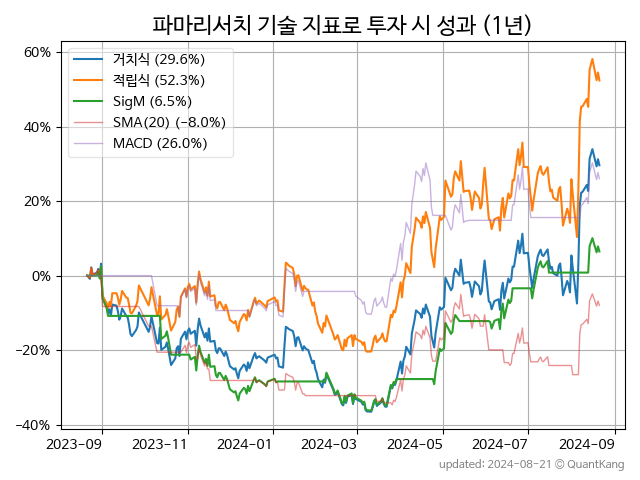 파마리서치 기술 지표로 투자 시 성과 (1년)
60%
40%
20%
0%
−20%
−40%
거치식 (29.6%)
적립식 (52.3%)
SigM (6.5%)
SMA(20) (−8.0%)
MACD (26.0%)
2023-09 2023-11 2024-01 2024-03 2024-05 2024-07 2024-09
updated: 2024-08-21 © QuantKang